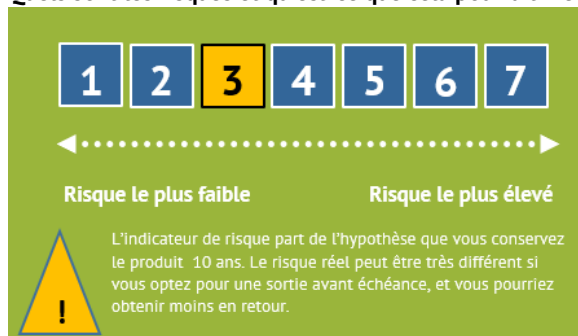 1 2 3 4 5 6 7
Risque le plus faible Risque le plus élevé
L'indicateur de risque part de l'hypothèse que vous conservez
le produit 10 ans. Le risque réel peut être très différent si
vous optez pour une sortie avant échéance, et vous pourriez
obtenir moins en retour.
!